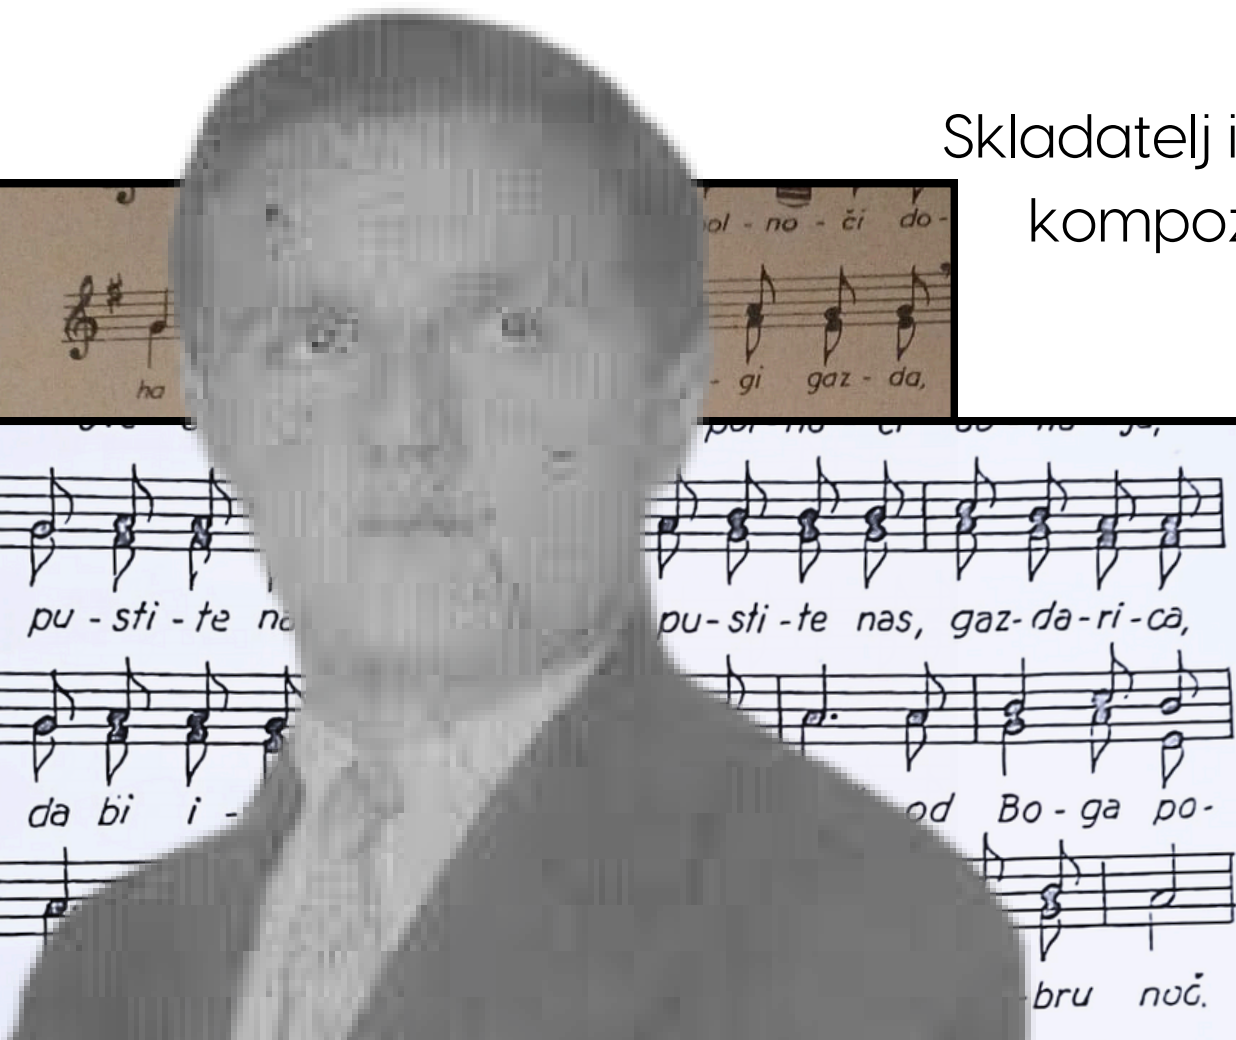 Skladatelj i
kompoz
ol - no - či do-
ha
- gi gaz - da,
pu - sti - te na
pu - sti - te nas, gaz - da - ri - ca,
da bi i -
od Bo - ga po-
-bru noč.